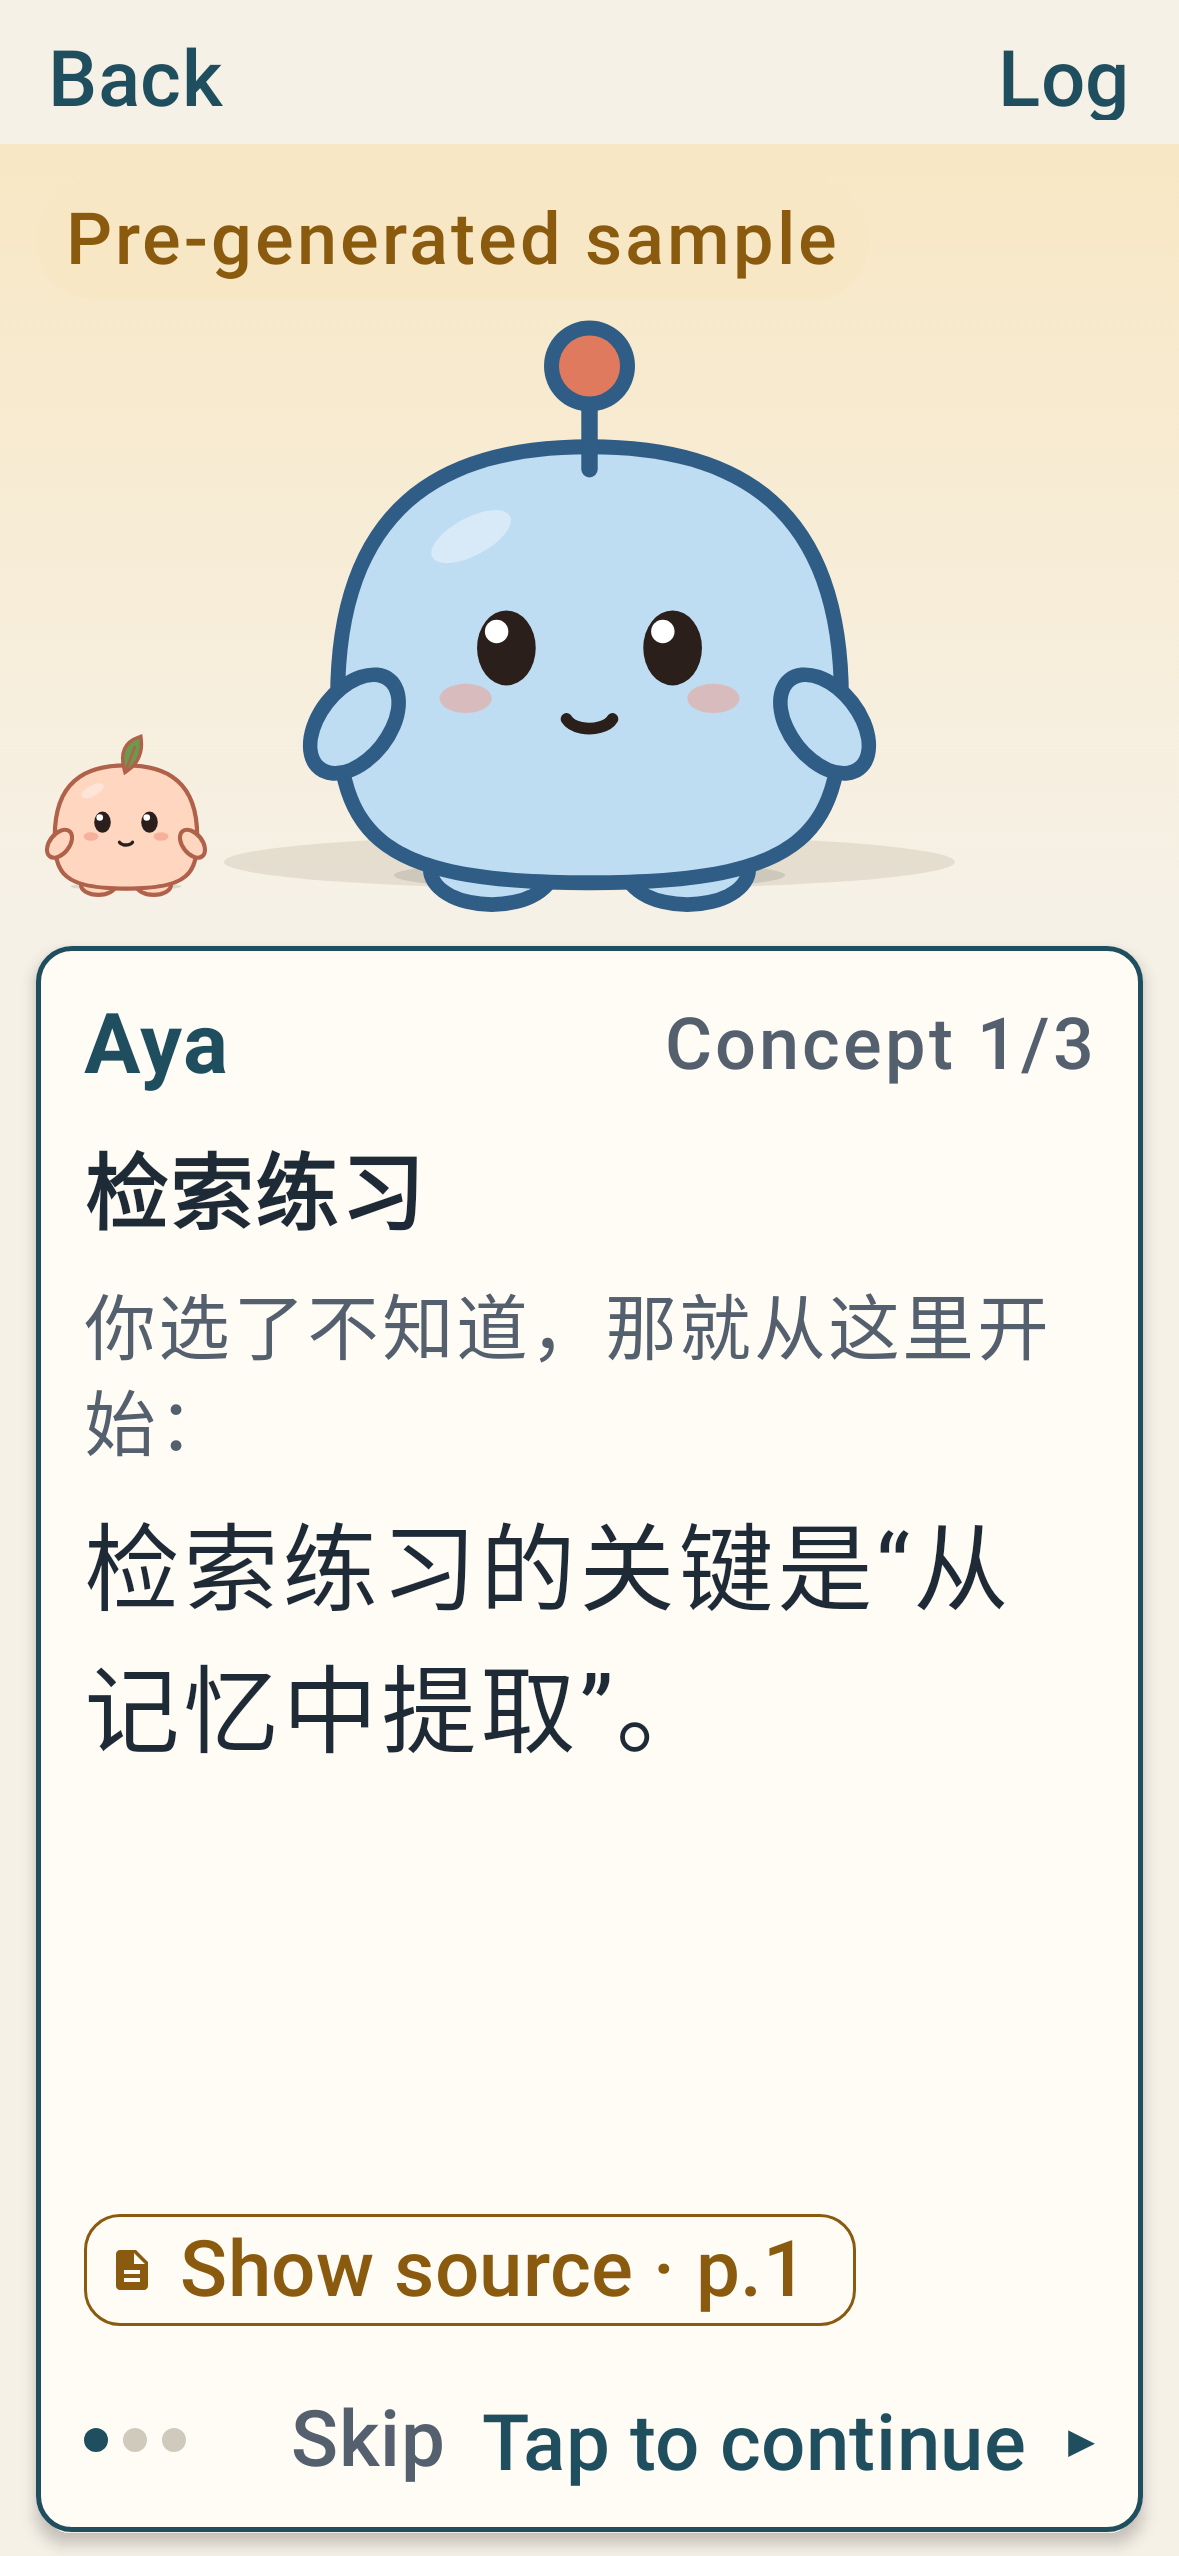 Back
Log
Pre-generated sample
Aya
Concept 1/3
检索练习
你选了不知道，那就从这里开
始：
检索练习的关键是“从
记忆中提取”。
Show source · p.1
Skip
Tap to continue ▸